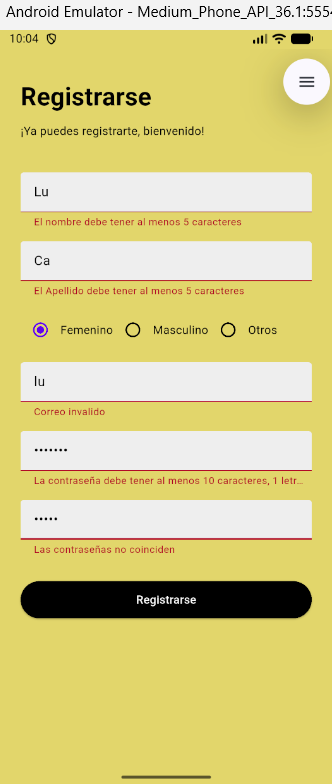 Android Emulator - Medium_Phone_API_36.1:5554
10:04
Registrarse
¡Ya puedes registrarte, bienvenido!
Lu
El nombre debe tener al menos 5 caracteres
Ca
El Apellido debe tener al menos 5 caracteres
Femenino Masculino Otros
lu
Correo invalido
•••••••
La contraseña debe tener al menos 10 caracteres, 1 letr...
•••••
Las contraseñas no coinciden
Registrarse